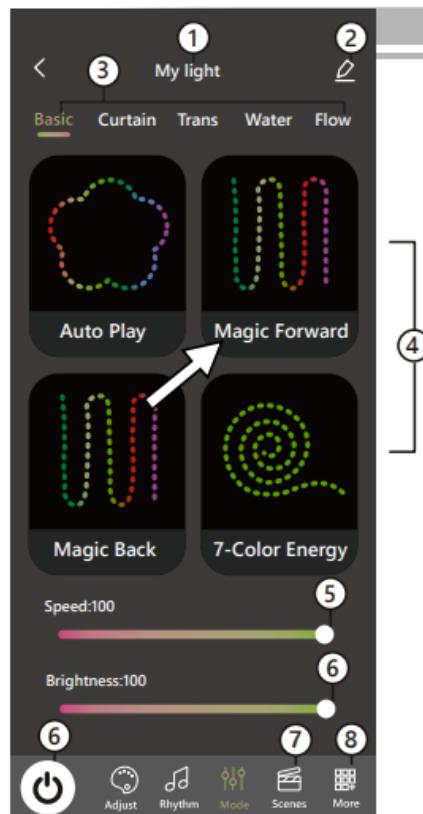 1 2
3 My light
Basic Curtain Trans Water Flow
Auto Play Magic Forward
4
Magic Back 7-Color Energy
Speed:100 5
Brightness:100 6
6 7 8
Adjust Rhythm Mode Scenes More